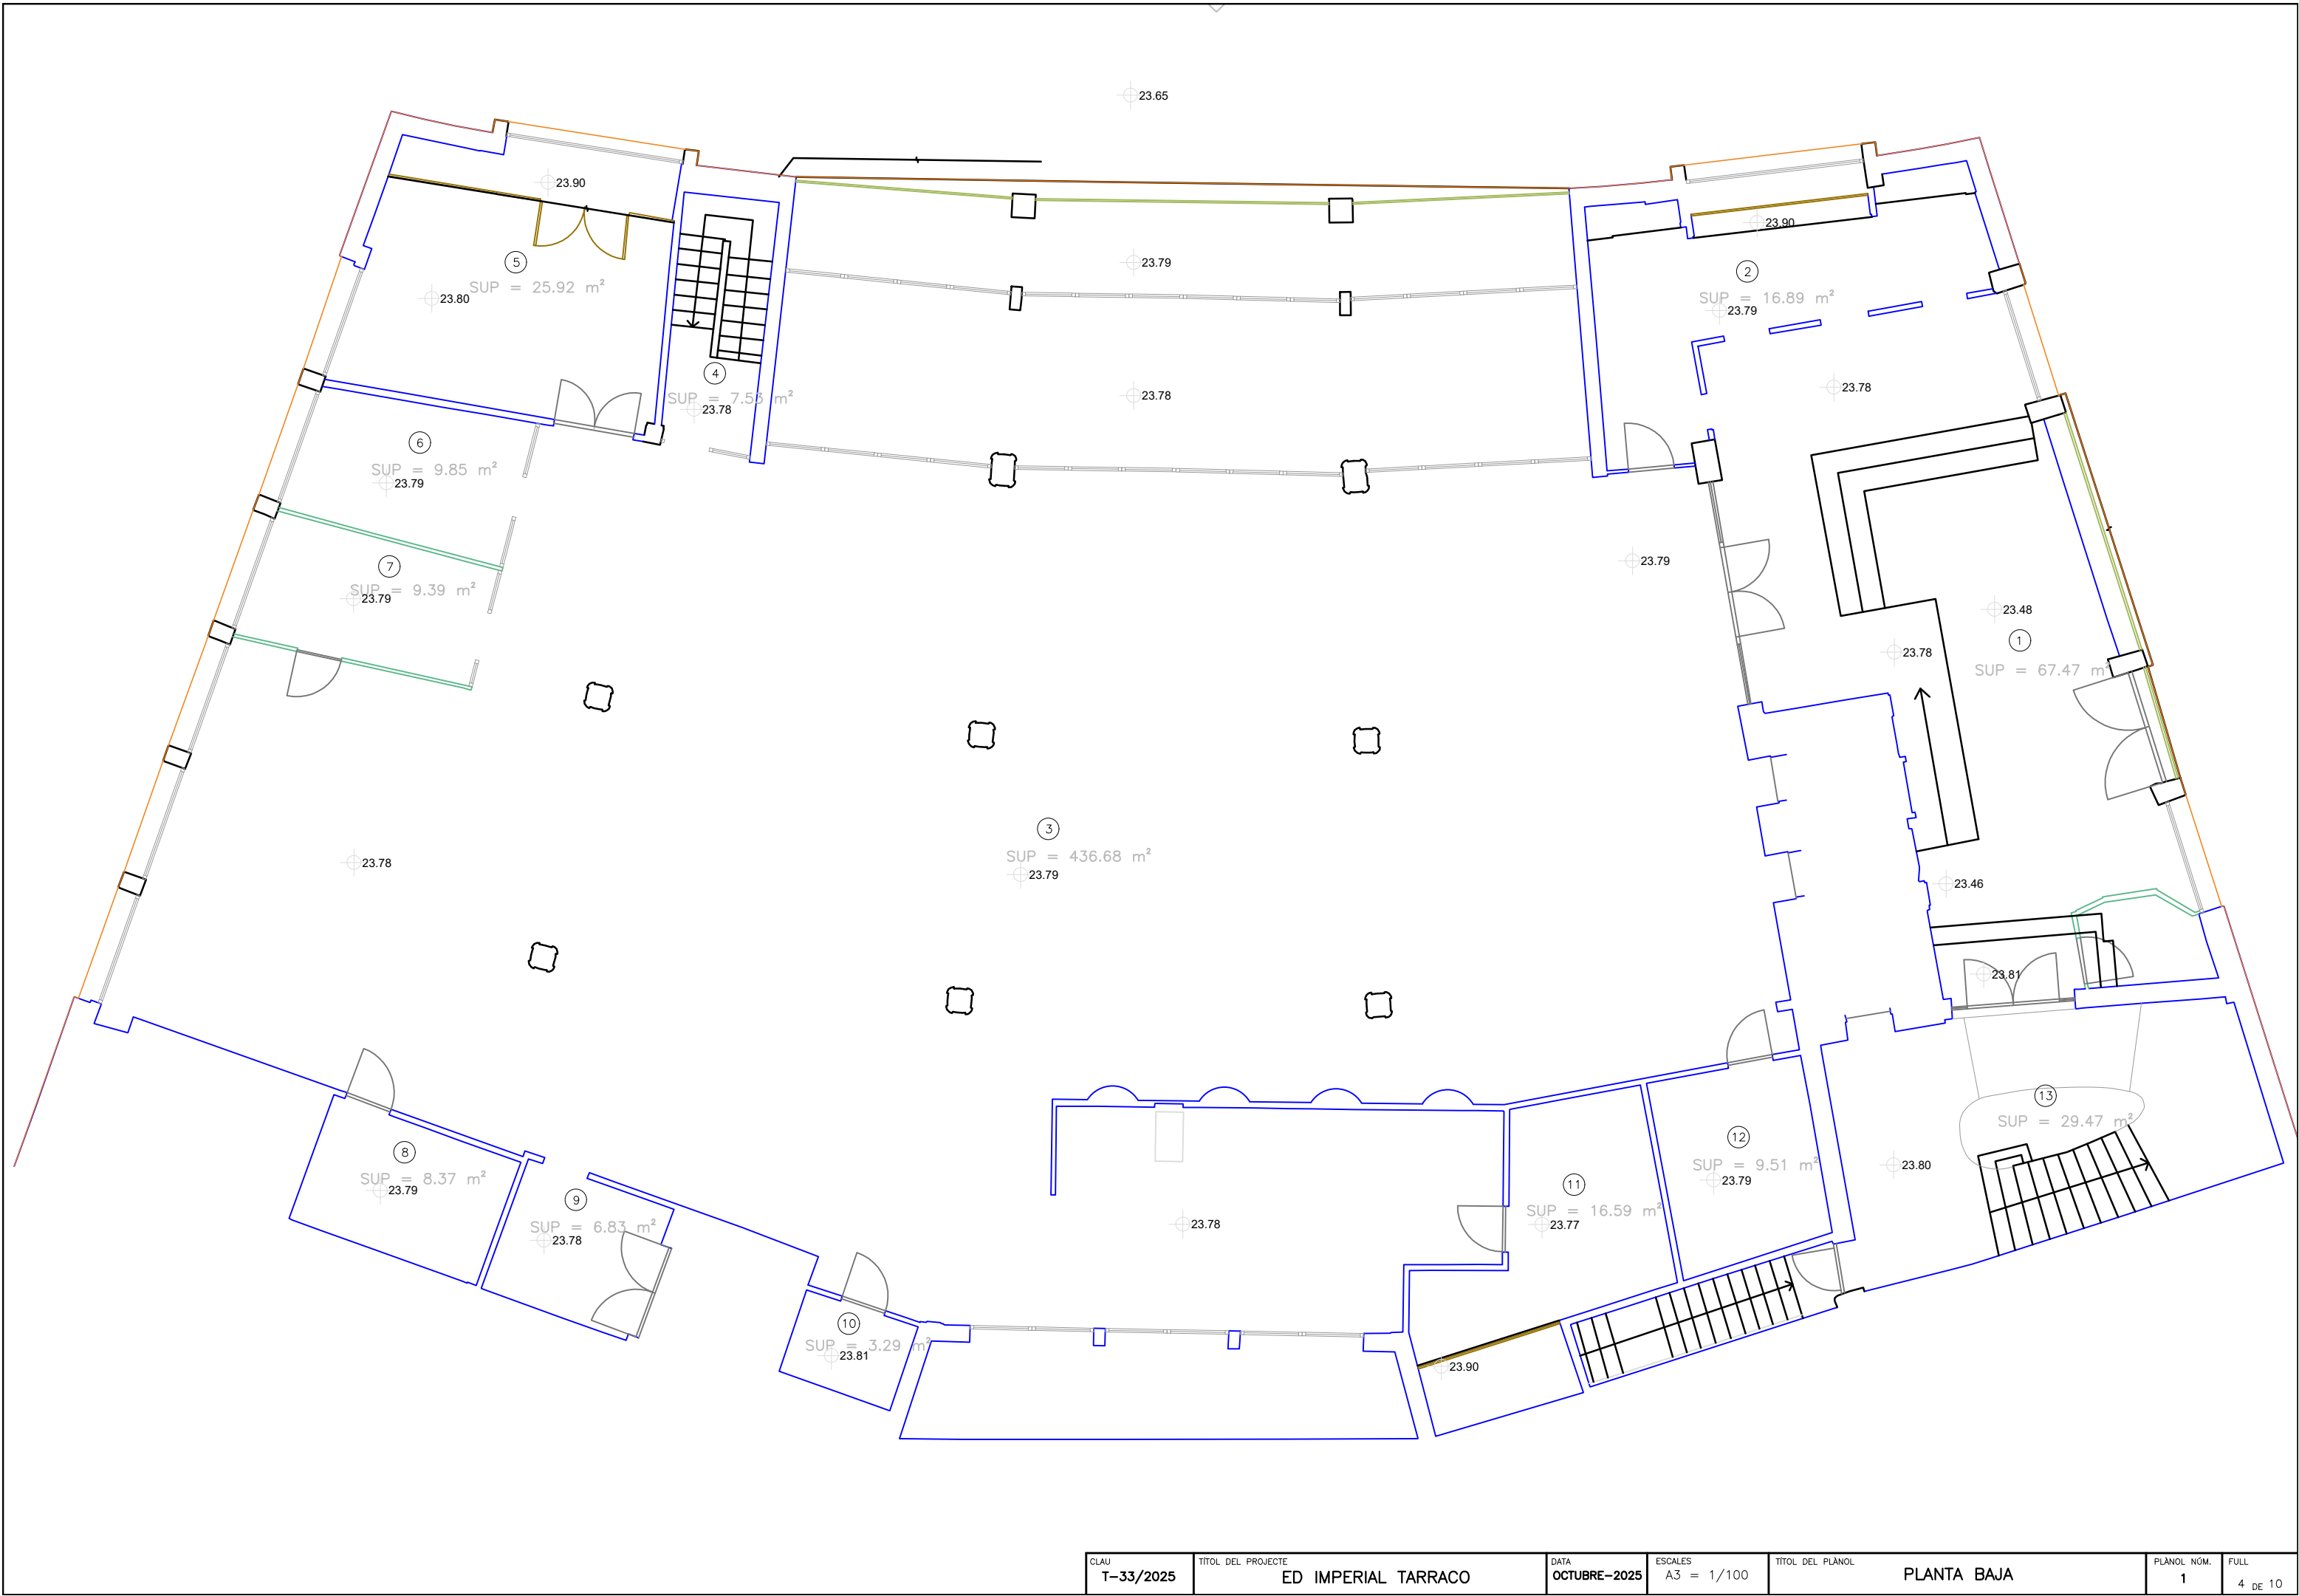 23.65
23.90
23.90
5
SUP = 25.92 m²
23.80
23.79
2
SUP = 16.89 m²
23.79
4
SUP = 7.53 m²
23.78
23.78
23.78
6
SUP = 9.85 m²
23.79
7
SUP = 9.39 m²
23.79
23.79
23.48
1
SUP = 67.47 m²
23.78
3
SUP = 436.68 m²
23.79
23.78
23.46
23.81
13
SUP = 29.47 m²
23.80
8
SUP = 8.37 m²
23.79
9
SUP = 6.83 m²
23.78
12
SUP = 9.51 m²
23.79
11
SUP = 16.59 m²
23.77
23.78
10
SUP = 3.29 m²
23.81
23.90
CLAU
T-33/2025
TÍTOL DEL PROJECTE
ED IMPERIAL TARRACO
DATA
OCTUBRE-2025
ESCALES
A3 = 1/100
TÍTOL DEL PLÀNOL
PLANTA BAJA
PLÀNOL NÚM.
1
FULL
4 DE 10